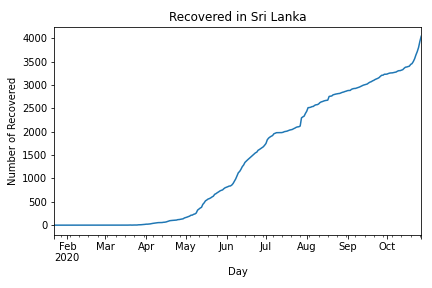 Recovered in Sri Lanka
Number of Recovered
4000
3500
3000
2500
2000
1500
1000
500
0
Feb Mar Apr May Jun Jul Aug Sep Oct
2020
Day